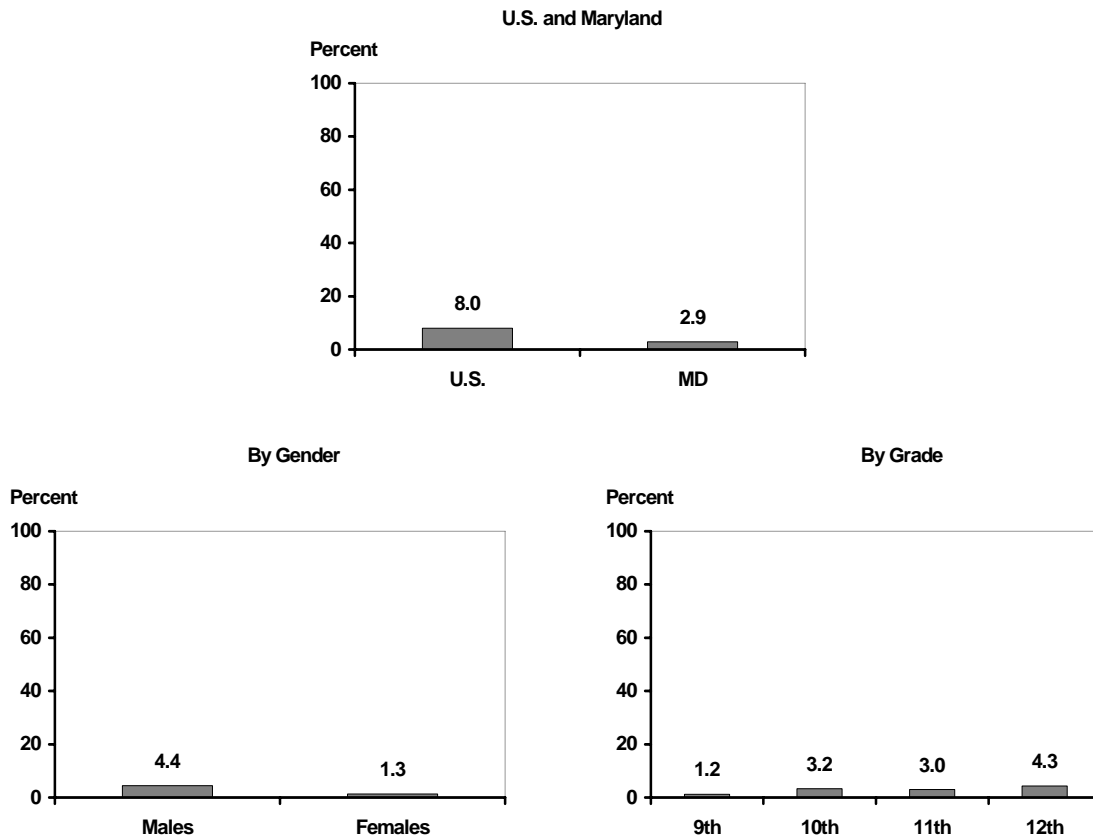 U.S. and Maryland
Percent
100
80
60
40
20
0
8.0
2.9
U.S.
MD
By Gender
Percent
100
80
60
40
20
0
4.4
1.3
Males
Females
By Grade
Percent
100
80
60
40
20
0
1.2
3.2
3.0
4.3
9th
10th
11th
12th